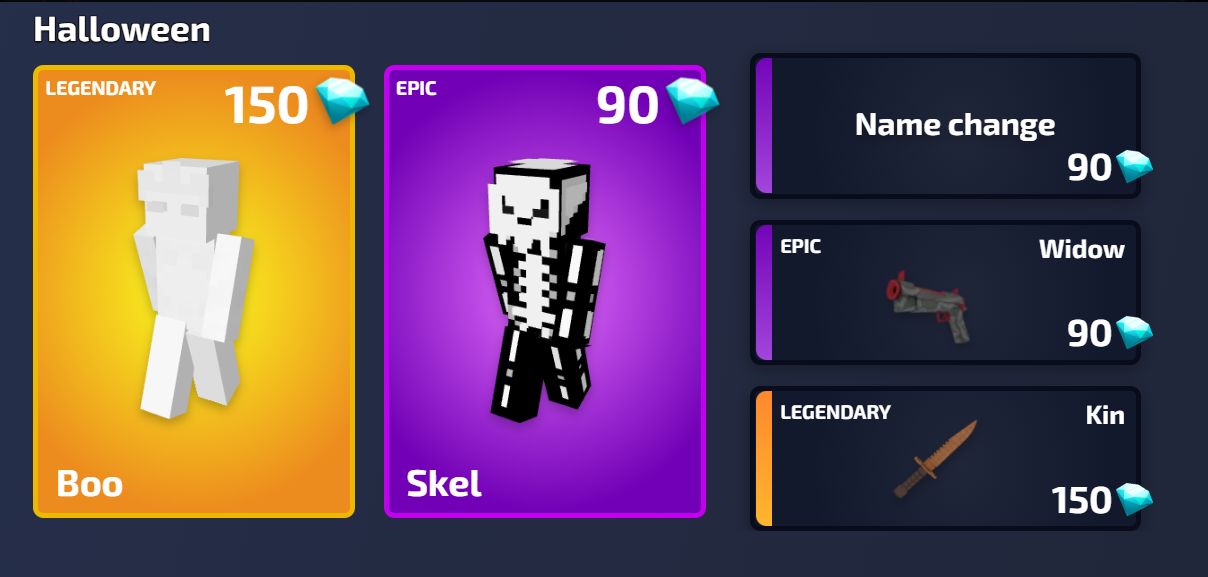 Halloween
LEGENDARY
150
Boo
EPIC
90
Skel
Name change
90
EPIC
Widow
90
LEGENDARY
Kin
150